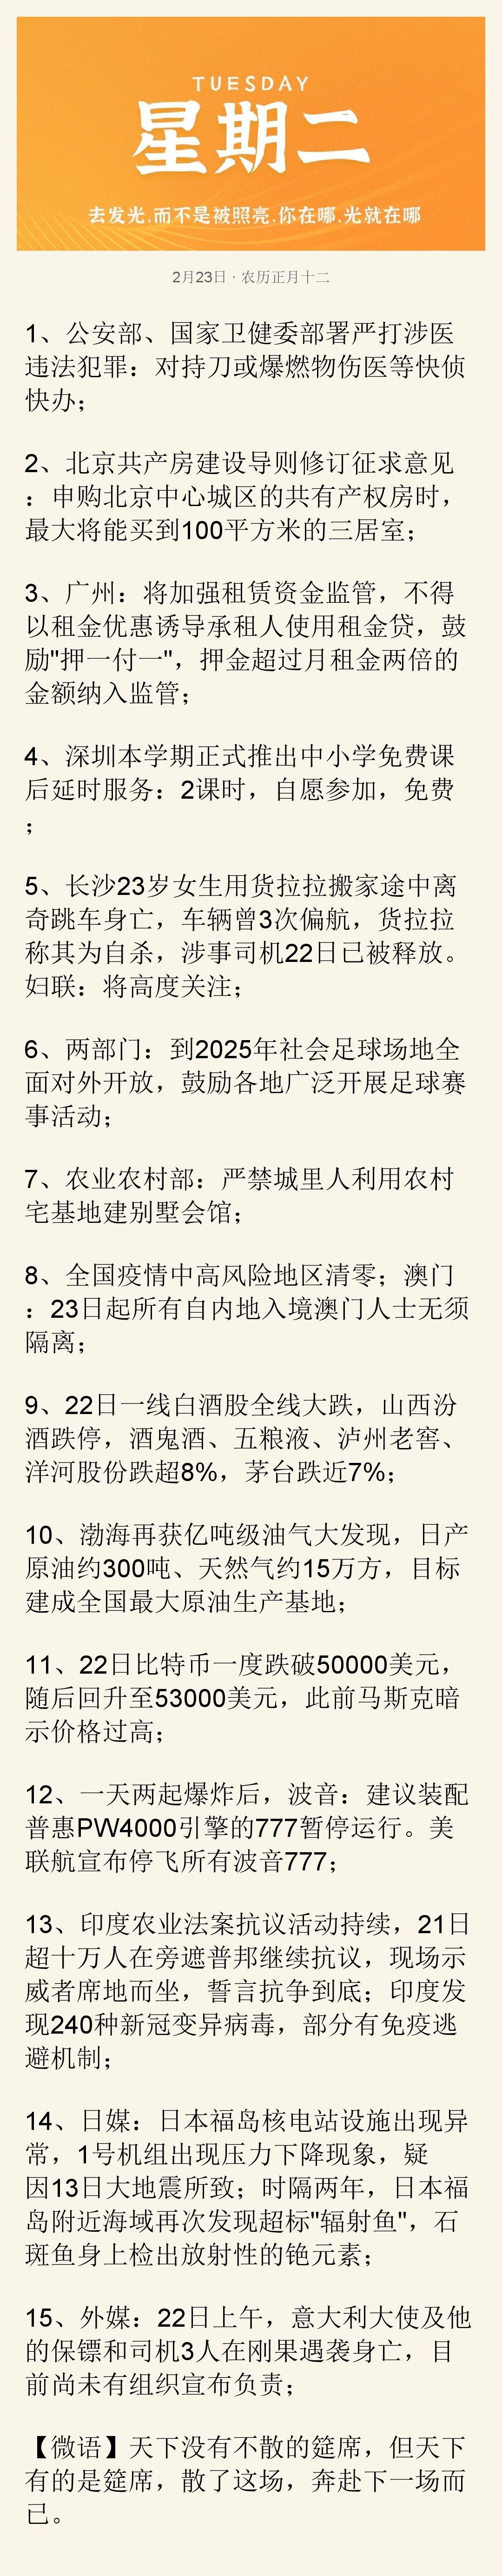 TUESDAY
星期二
去发光,而不是被照亮.你在哪,光就在哪
2月23日 · 农历正月十二
1、公安部、国家卫健委部署严打涉医
违法犯罪：对持刀或爆燃物伤医等快侦
快办；
2、北京共产房建设导则修订征求意见
：申购北京中心城区的共有产权房时，
最大将能买到100平方米的三居室；
3、广州：将加强租赁资金监管，不得
以租金优惠诱导承租人使用租金贷，鼓
励"押一付一"，押金超过月租金两倍的
金额纳入监管；
4、深圳本学期正式推出中小学免费课
后延时服务：2课时，自愿参加，免费
；
5、长沙23岁女生用货拉拉搬家途中离
奇跳车身亡，车辆曾3次偏航，货拉拉
称其为自杀，涉事司机22日已被释放。
妇联：将高度关注；
6、两部门：到2025年社会足球场地全
面对外开放，鼓励各地广泛开展足球赛
事活动；
7、农业农村部：严禁城里人利用农村
宅基地建别墅会馆；
8、全国疫情中高风险地区清零；澳门
：23日起所有自内地入境澳门人士无须
隔离；
9、22日一线白酒股全线大跌，山西汾
酒跌停，酒鬼酒、五粮液、泸州老窖、
洋河股份跌超8%，茅台跌近7%；
10、渤海再获亿吨级油气大发现，日产
原油约300吨、天然气约15万方，目标
建成全国最大原油生产基地；
11、22日比特币一度跌破50000美元，
随后回升至53000美元，此前马斯克暗
示价格过高；
12、一天两起爆炸后，波音：建议装配
普惠PW4000引擎的777暂停运行。美
联航宣布停飞所有波音777；
13、印度农业法案抗议活动持续，21日
超十万人在旁遮普邦继续抗议，现场示
威者席地而坐，誓言抗争到底；印度发
现240种新冠变异病毒，部分有免疫逃
避机制；
14、日媒：日本福岛核电站设施出现异
常，1号机组出现压力下降现象，疑
因13日大地震所致；时隔两年，日本福
岛附近海域再次发现超标"辐射鱼"，石
斑鱼身上检出放射性的铯元素；
15、外媒：22日上午，意大利大使及他
的保镖和司机3人在刚果遇袭身亡，目
前尚未有组织宣布负责；
【微语】天下没有不散的筵席，但天下
有的是筵席，散了这场，奔赴下一场而
已。